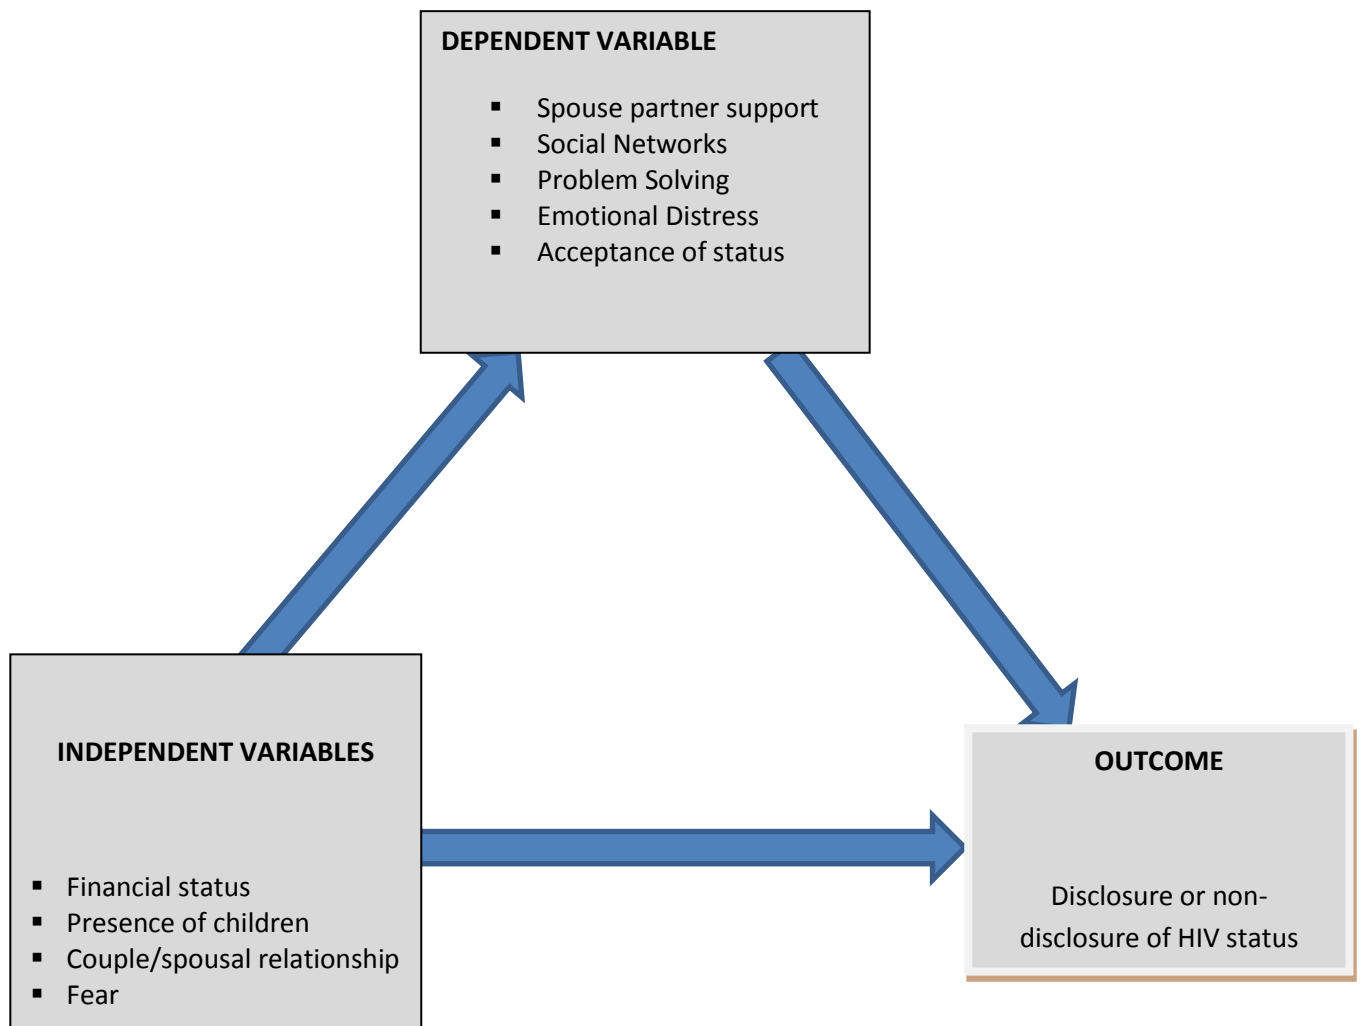 DEPENDENT VARIABLE
▪ Spouse partner support
▪ Social Networks
▪ Problem Solving
▪ Emotional Distress
▪ Acceptance of status
INDEPENDENT VARIABLES
▪ Financial status
▪ Presence of children
▪ Couple/spousal relationship
▪ Fear
OUTCOME
Disclosure or non-
disclosure of HIV status